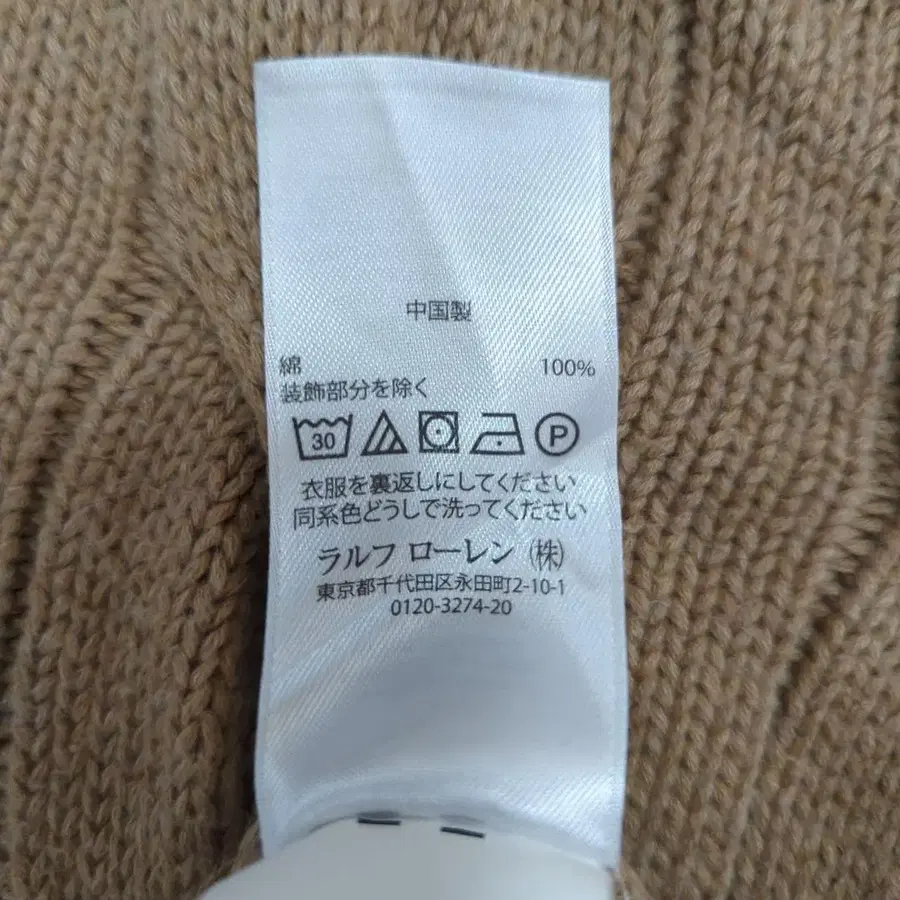 中国製
綿 100%
装飾部分を除く
30 P
衣服を裏返しにしてください
同系色どうしで洗ってください
ラルフ ローレン (株)
東京都千代田区永田町2-10-1
0120-3274-20